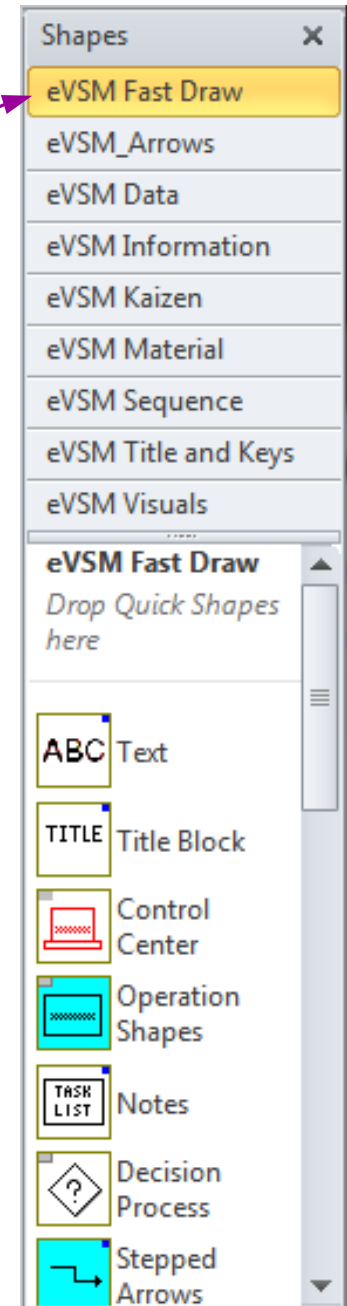 Shapes
eVSM Fast Draw
eVSM_Arrows
eVSM Data
eVSM Information
eVSM Kaizen
eVSM Material
eVSM Sequence
eVSM Title and Keys
eVSM Visuals
eVSM Fast Draw
Drop Quick Shapes
here
ABC Text
TITLE Title Block
Control
Center
Operation
Shapes
TASK
LIST Notes
? Decision
Process
Stepped
Arrows